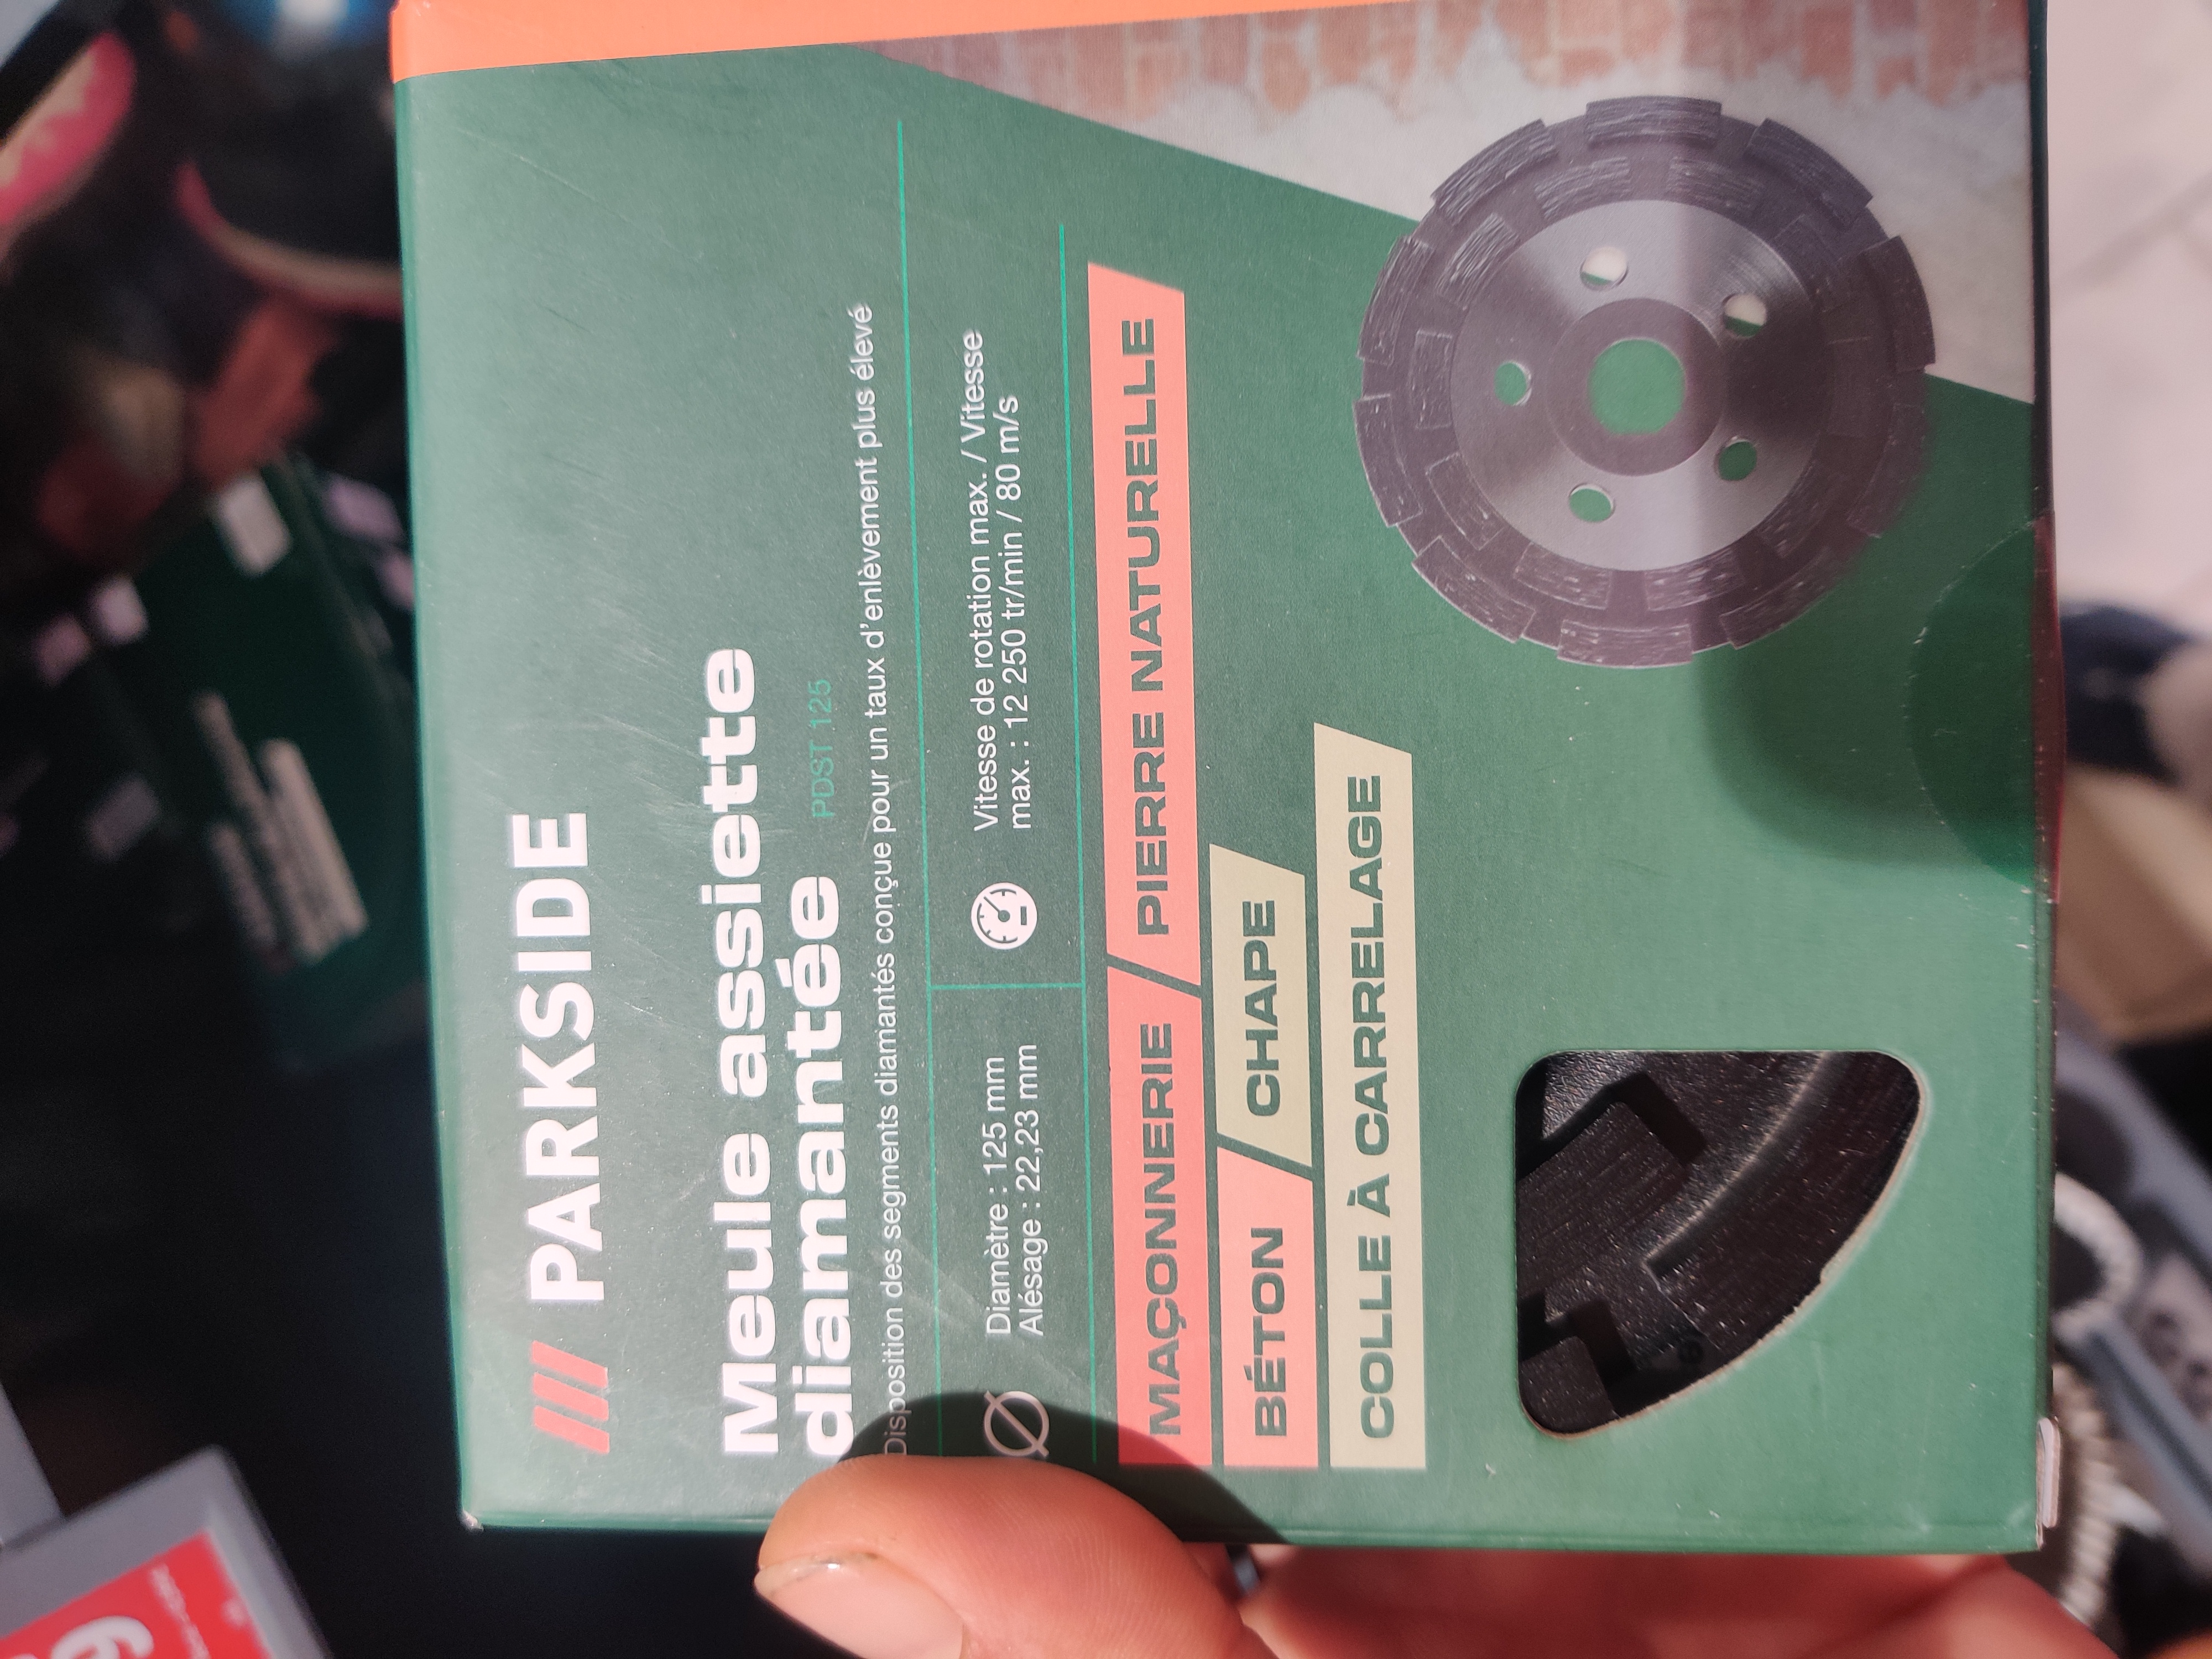 PARKSIDE
Meule assiette
diamantée PDST 125
Disposition des segments diamantés conçue pour un taux d'enlèvement plus élevé
Diamètre : 125 mm
Alésage : 22,23 mm
Vitesse de rotation max. / Vitesse
max. : 12 250 tr/min / 80 m/s
MAÇONNERIE PIERRE NATURELLE
BÉTON CHAPE
COLLE À CARRELAGE